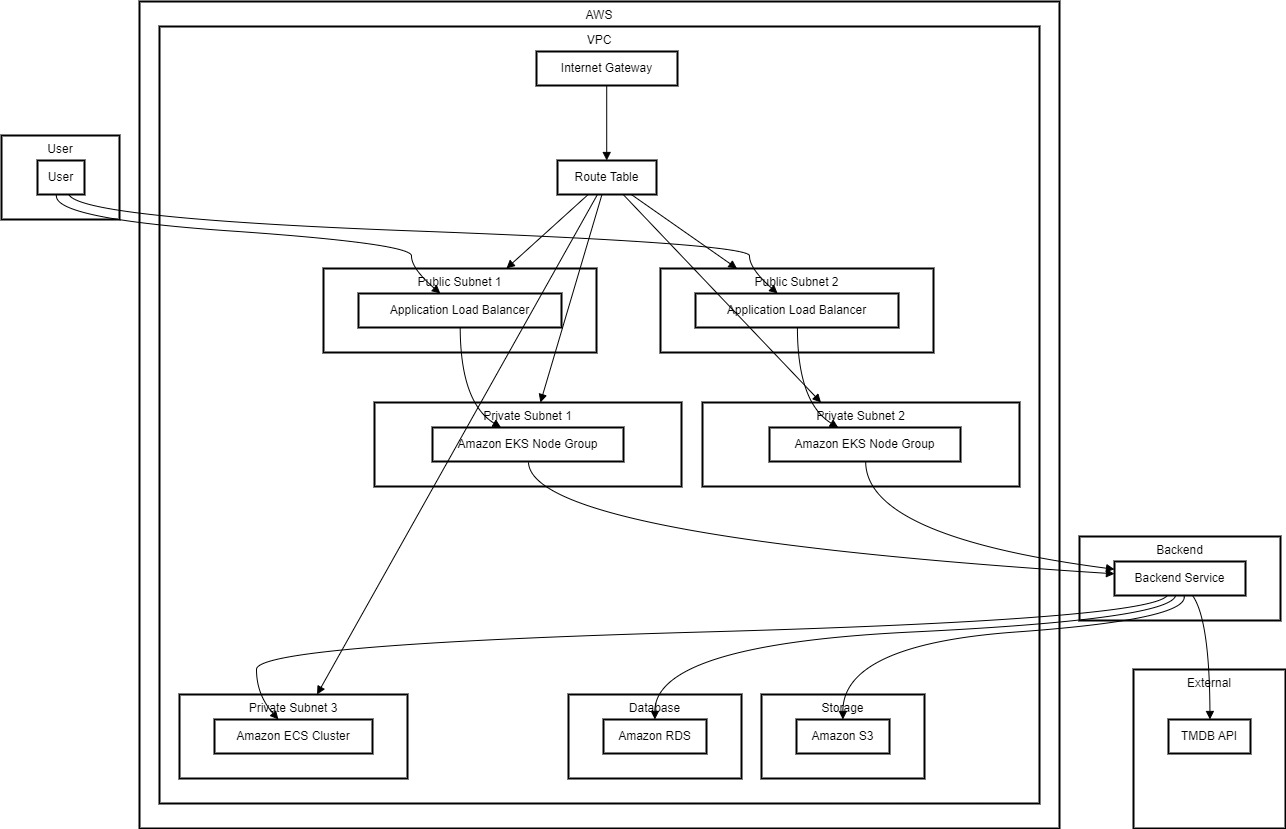 AWS
VPC
Internet Gateway
User
User
Route Table
Public Subnet 1
Public Subnet 2
Application Load Balancer
Application Load Balancer
Private Subnet 1
Private Subnet 2
Amazon EKS Node Group
Amazon EKS Node Group
Backend
Backend Service
External
Private Subnet 3
Database
Storage
Amazon ECS Cluster
Amazon RDS
Amazon S3
TMDB API